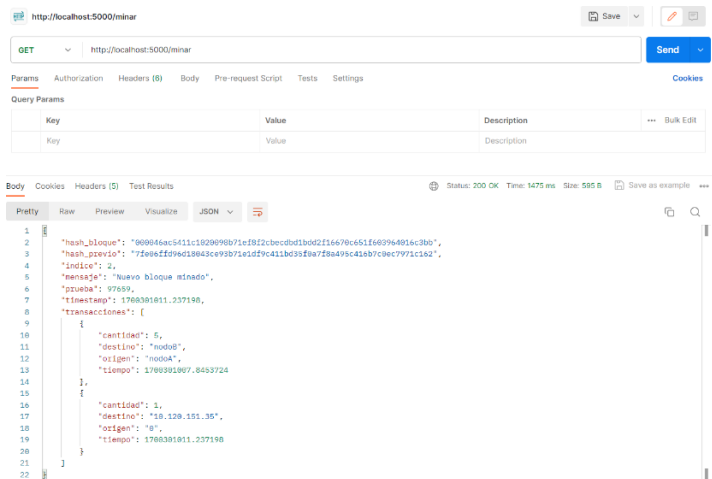 http://localhost:5000/minar
Save
GET http://localhost:5000/minar Send
Params Authorization Headers (6) Body Pre-request Script Tests Settings Cookies
Query Params
Key Value Description ••• Bulk Edit
Key Value Description
Body Cookies Headers (5) Test Results Status: 200 OK Time: 1475 ms Size: 595 B Save as example •••
Pretty Raw Preview Visualize JSON
1 {
2 "hash_bloque":
3 "hash_previo":
4 "indice": 2,
5 "mensaje": "Nuevo bloque minado",
6 "prueba": 97659,
7 "timestamp": 1700301011.237198,
8 "transacciones": [
9 {
10 "cantidad": 5,
11 "destino": "nodoB",
12 "origen": "nodoA",
13 "tiempo": 1700301007.8453724
14 },
15 {
16 "cantidad": 1,
17 "destino": "10.120.151.35",
18 "origen": "0",
19 "tiempo": 1700301011.237198
20 }
21 ]
22 }